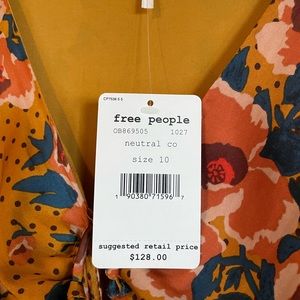 free people
OB869505 1027
neutral co
size 10
1 90380 71596 7
suggested retail price
$128.00